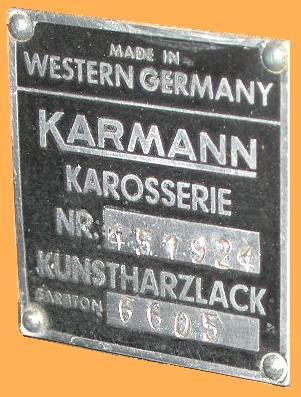 MADE IN
WESTERN GERMANY
KARMANN
KAROSSERIE
NR. 451924
KUNSTHARZLACK
FARBTON 6605